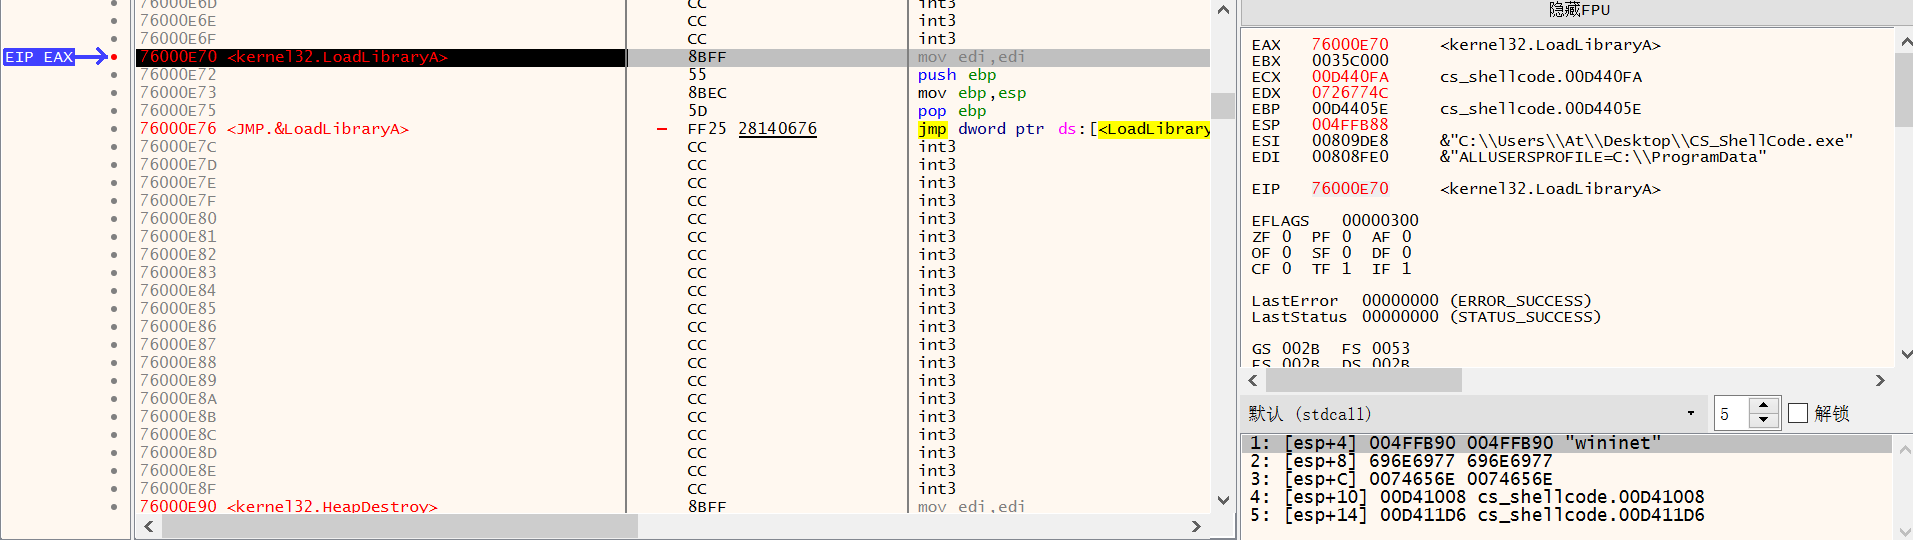 76000E6D CC int3
76000E6E CC int3
76000E6F CC int3
EIP EAX 76000E70 <kernel32.LoadLibraryA> 8BFF mov edi,edi
76000E72 55 push ebp
76000E73 8BEC mov ebp,esp
76000E75 5D pop ebp
76000E76 <JMP.&LoadLibraryA> - FF25 28140676 jmp dword ptr ds:[<LoadLibrary
76000E7C CC int3
76000E7D CC int3
76000E7E CC int3
76000E7F CC int3
76000E80 CC int3
76000E81 CC int3
76000E82 CC int3
76000E83 CC int3
76000E84 CC int3
76000E85 CC int3
76000E86 CC int3
76000E87 CC int3
76000E88 CC int3
76000E89 CC int3
76000E8A CC int3
76000E8B CC int3
76000E8C CC int3
76000E8D CC int3
76000E8E CC int3
76000E8F CC int3
76000E90 <kernel32.HeapDestroy> 8BFF mov edi,edi
隐藏FPU
EAX 76000E70 <kernel32.LoadLibraryA>
EBX 0035C000
ECX 00D440FA cs_shellcode.00D440FA
EDX 0726774C
EBP 00D4405E cs_shellcode.00D4405E
ESP 004FFB88
ESI 00809DE8 &"C:\\Users\\At\\Desktop\\CS_ShellCode.exe"
EDI 00808FE0 &"ALLUSERSPROFILE=C:\\ProgramData"
EIP 76000E70 <kernel32.LoadLibraryA>
EFLAGS 00000300
ZF 0 PF 0 AF 0
OF 0 SF 0 DF 0
CF 0 TF 1 IF 1
LastError 00000000 (ERROR_SUCCESS)
LastStatus 00000000 (STATUS_SUCCESS)
GS 002B FS 0053
ES 002B DS 002B
默认 (stdcall) 5 解锁
1: [esp+4] 004FFB90 004FFB90 "wininet"
2: [esp+8] 696E6977 696E6977
3: [esp+C] 0074656E 0074656E
4: [esp+10] 00D41008 cs_shellcode.00D41008
5: [esp+14] 00D411D6 cs_shellcode.00D411D6